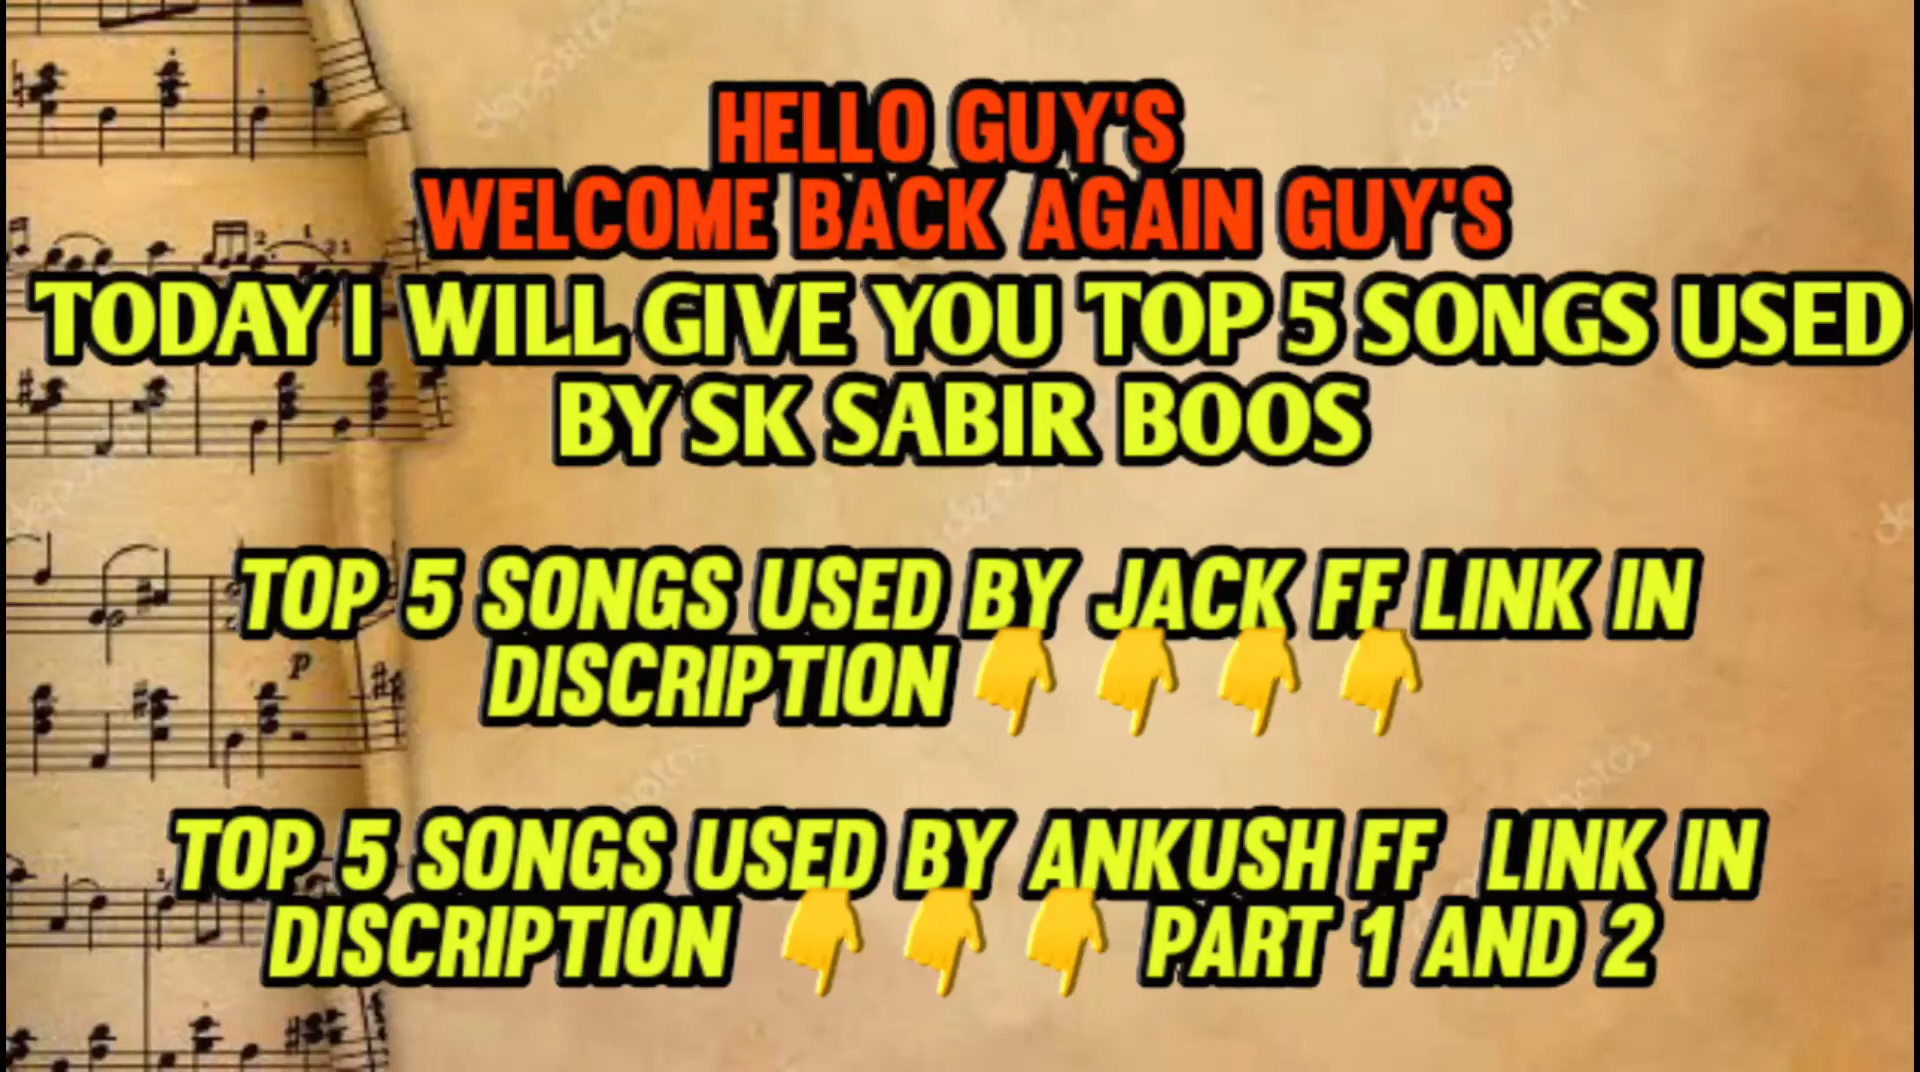 HELLO GUY'S
WELCOME BACK AGAIN GUY'S
TODAY I WILL GIVE YOU TOP 5 SONGS USED
BY SK SABIR BOOS
TOP 5 SONGS USED BY JACK FF LINK IN
DISCRIPTION 👇 👇 👇 👇
TOP 5 SONGS USED BY ANKUSH FF LINK IN
DISCRIPTION 👇 👇 👇 PART 1 AND 2